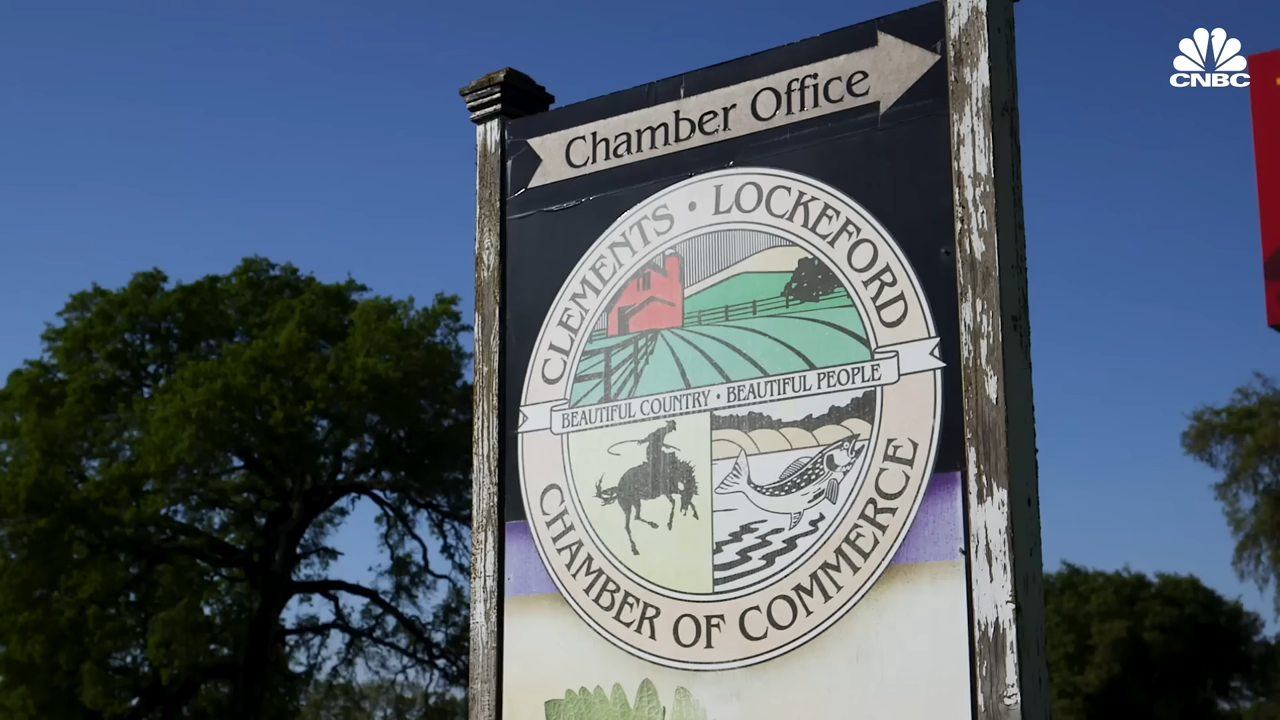 CNBC
Chamber Office
CLEMENTS • LOCKEFORD
BEAUTIFUL COUNTRY • BEAUTIFUL PEOPLE
CHAMBER OF COMMERCE